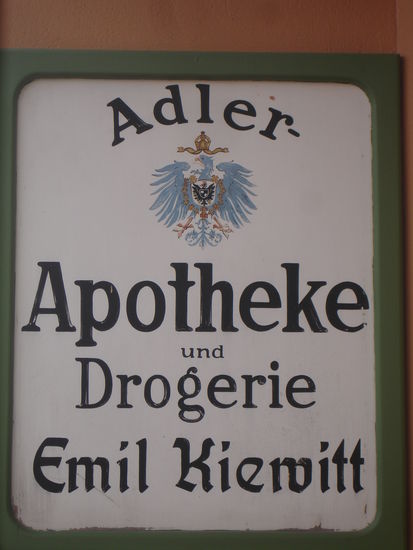 Adler-
Apotheke
und
Drogerie
Emil Kiewitt